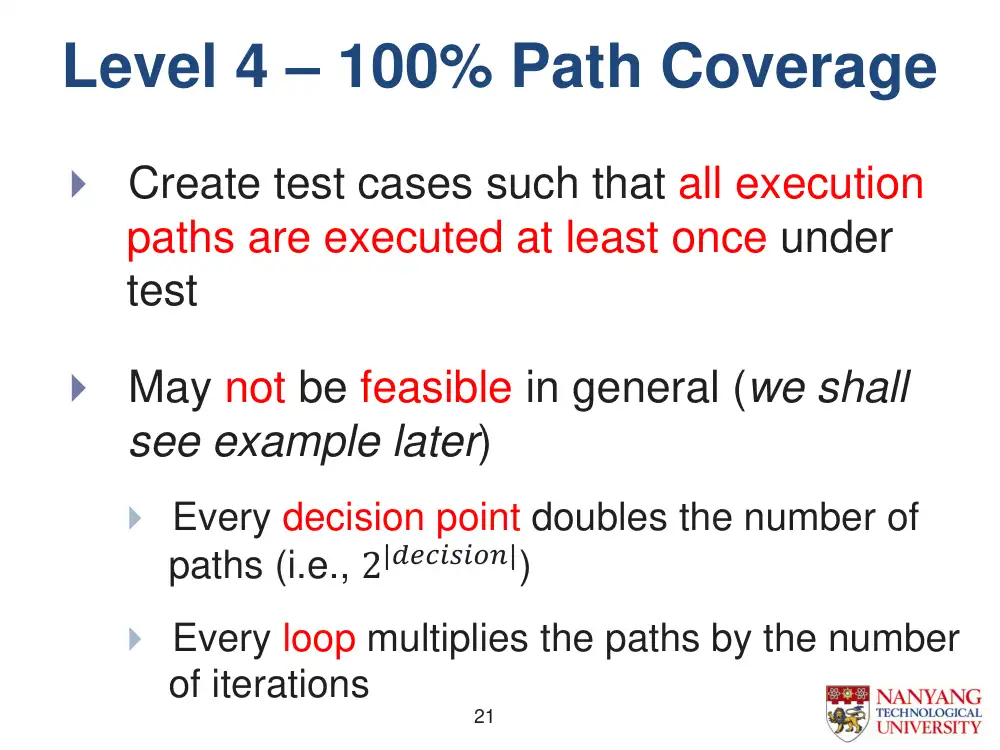 Level 4 – 100% Path Coverage
Create test cases such that all execution
paths are executed at least once under
test
May not be feasible in general (we shall
see example later)
Every decision point doubles the number of
paths (i.e., 2^|decision|)
Every loop multiplies the paths by the number
of iterations
21
NANYANG
TECHNOLOGICAL
UNIVERSITY